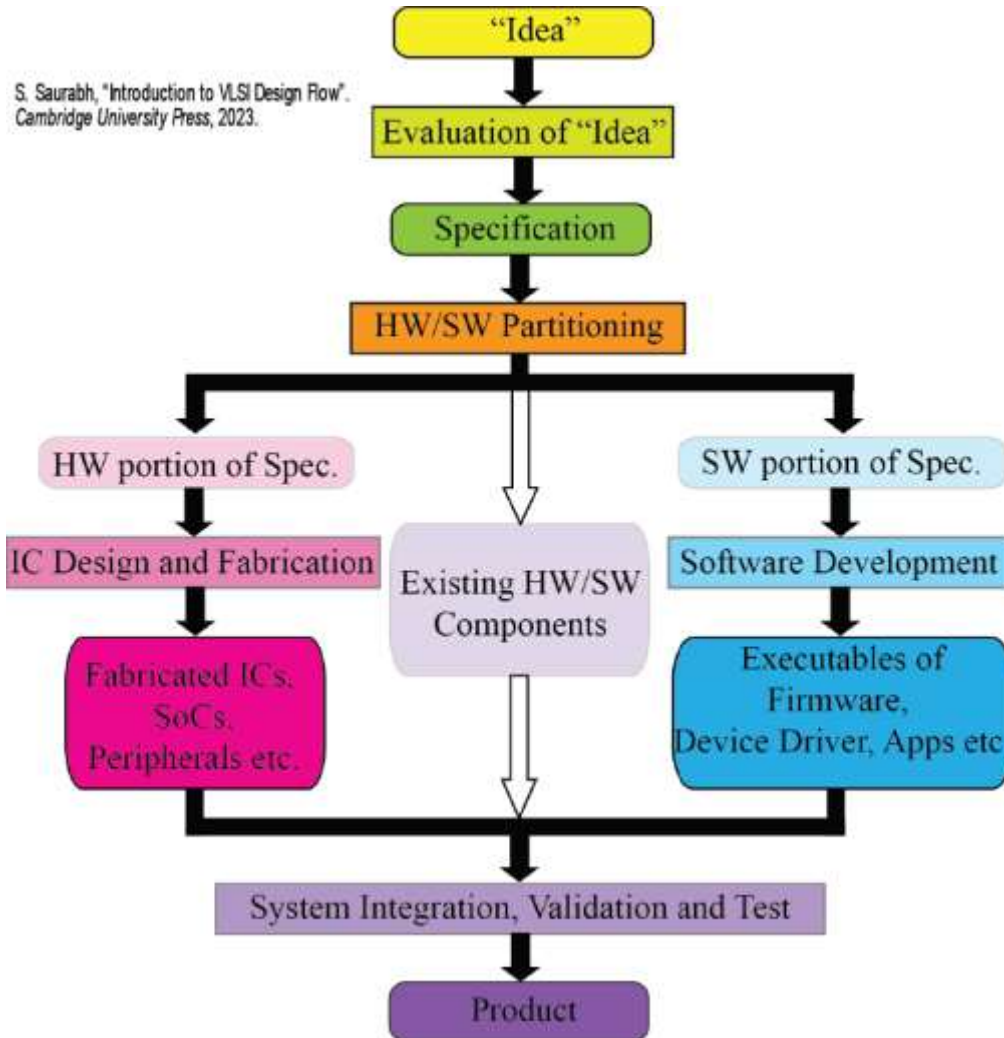 “Idea”
S. Saurabh, "Introduction to VLSI Design Flow".
Cambridge University Press, 2023.
Evaluation of “Idea”
Specification
HW/SW Partitioning
HW portion of Spec.
SW portion of Spec.
IC Design and Fabrication
Existing HW/SW
Components
Software Development
Fabricated ICs,
SoCs,
Peripherals etc.
Executables of
Firmware,
Device Driver, Apps etc
System Integration, Validation and Test
Product